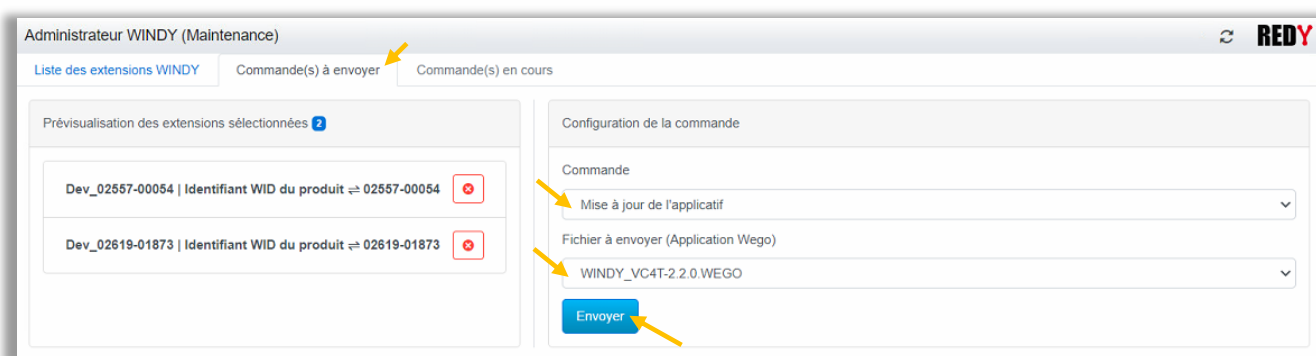 Administrateur WINDY (Maintenance)
REDY
Liste des extensions WINDY
Commande(s) à envoyer
Commande(s) en cours
Prévisualisation des extensions sélectionnées 2
Dev_02557-00054 | Identifiant WID du produit ⇌ 02557-00054
Dev_02619-01873 | Identifiant WID du produit ⇌ 02619-01873
Configuration de la commande
Commande
Mise à jour de l'applicatif
Fichier à envoyer (Application Wego)
WINDY_VC4T-2.2.0.WEGO
Envoyer